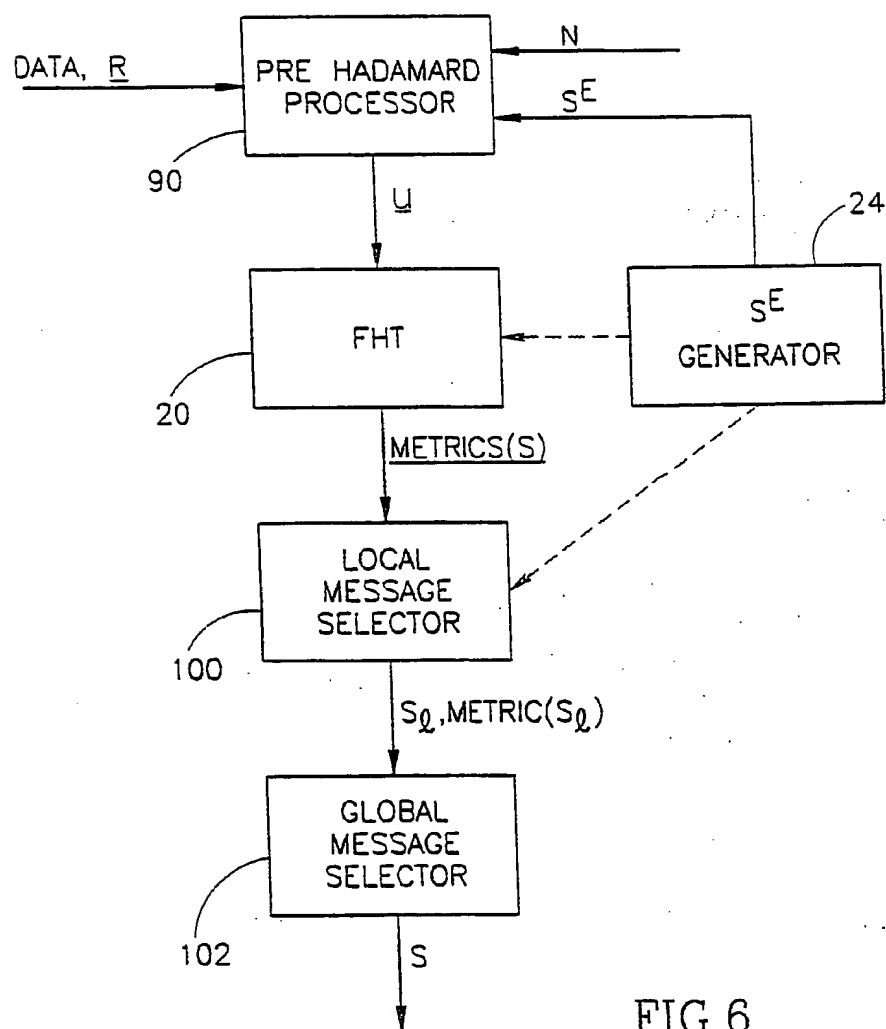 N
DATA, R
PRE HADAMARD
PROCESSOR
S^E
90
U
24
FHT
S^E
GENERATOR
20
METRICS(S)
LOCAL
MESSAGE
SELECTOR
100
Sℓ,METRIC(Sℓ)
GLOBAL
MESSAGE
SELECTOR
102
S
FIG.6